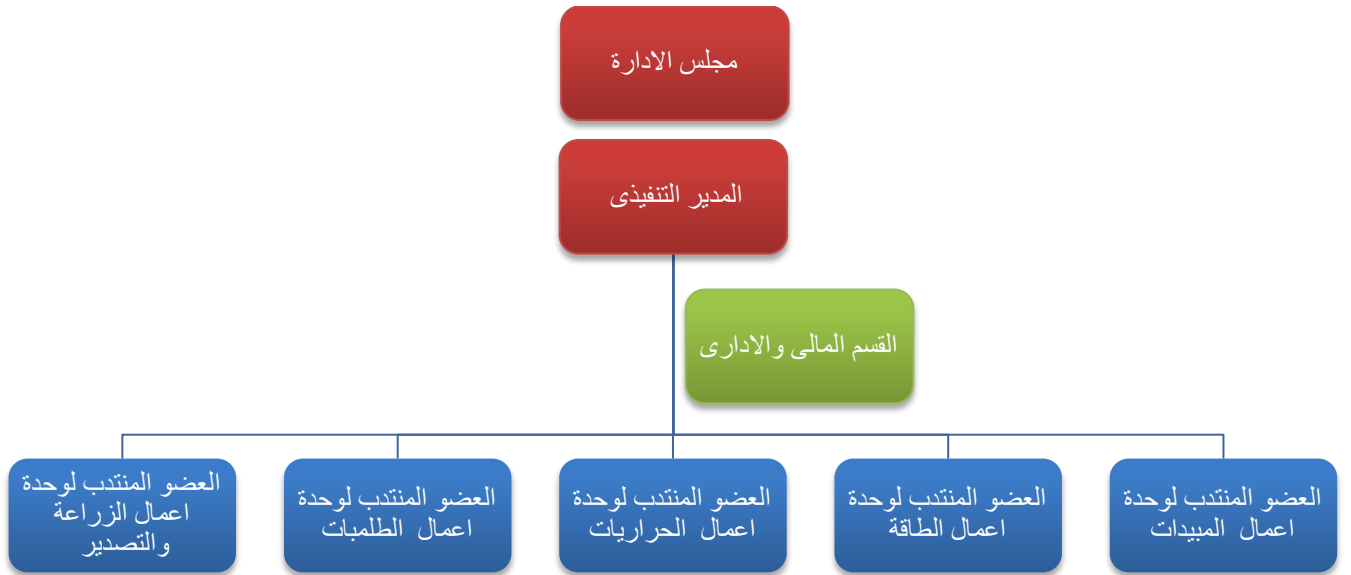 مجلس الادارة
المدير التنفيذى
القسم المالى والادارى
العضو المنتدب لوحدة
اعمال المبيدات
العضو المنتدب لوحدة
اعمال الطاقة
العضو المنتدب لوحدة
اعمال الحراريات
العضو المنتدب لوحدة
اعمال الطلمبات
العضو المنتدب لوحدة
اعمال الزراعة
والتصدير